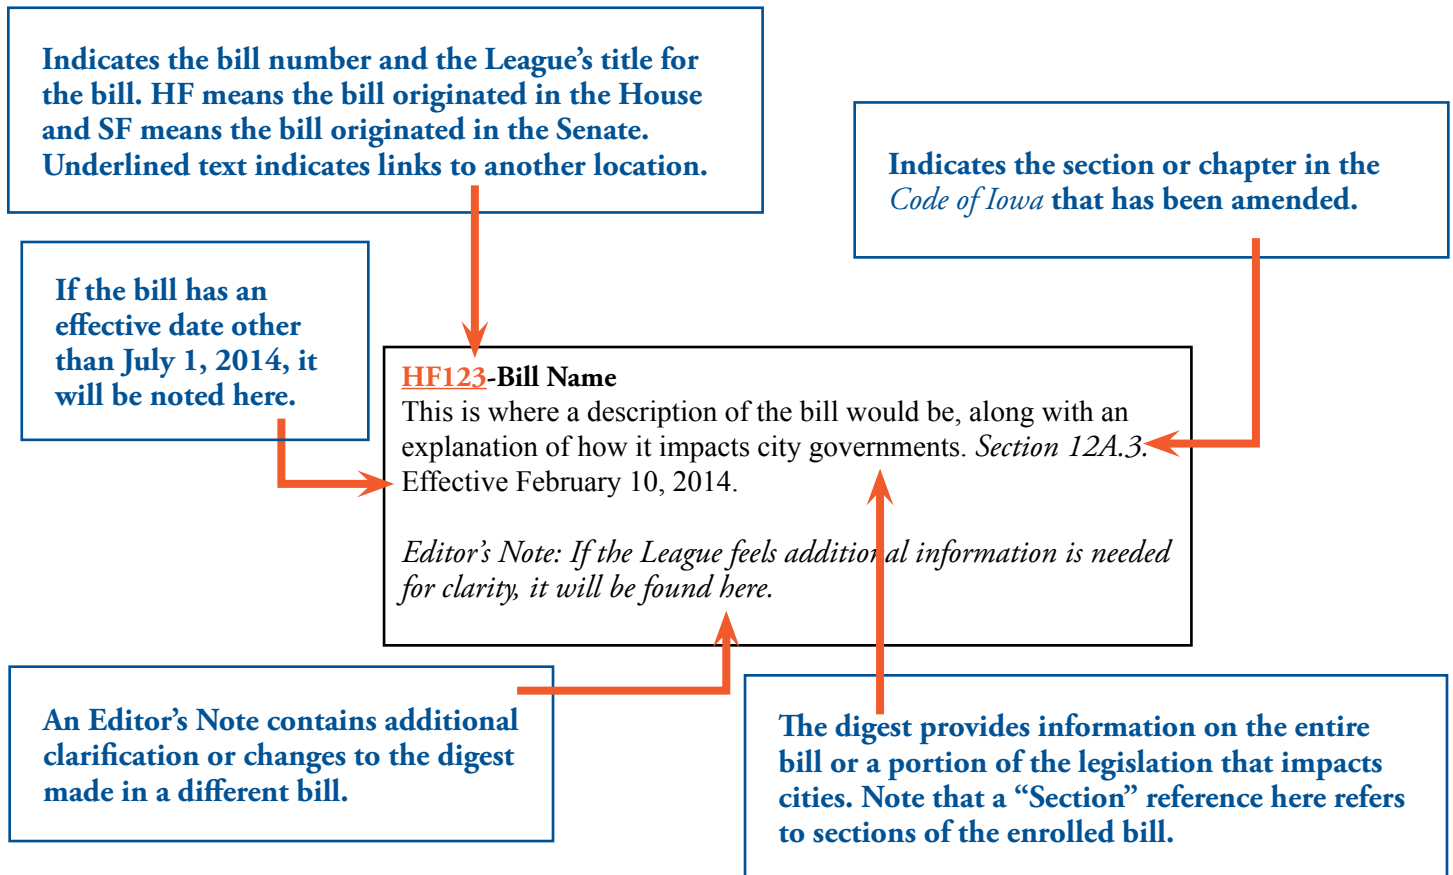 Indicates the bill number and the League’s title for
the bill. HF means the bill originated in the House
and SF means the bill originated in the Senate.
Underlined text indicates links to another location.
Indicates the section or chapter in the
Code of Iowa that has been amended.
If the bill has an
effective date other
than July 1, 2014, it
will be noted here.
HF123-Bill Name
This is where a description of the bill would be, along with an
explanation of how it impacts city governments. Section 12A.3.
Effective February 10, 2014.
Editor’s Note: If the League feels additional information is needed
for clarity, it will be found here.
An Editor’s Note contains additional
clarification or changes to the digest
made in a different bill.
The digest provides information on the entire
bill or a portion of the legislation that impacts
cities. Note that a “Section” reference here refers
to sections of the enrolled bill.